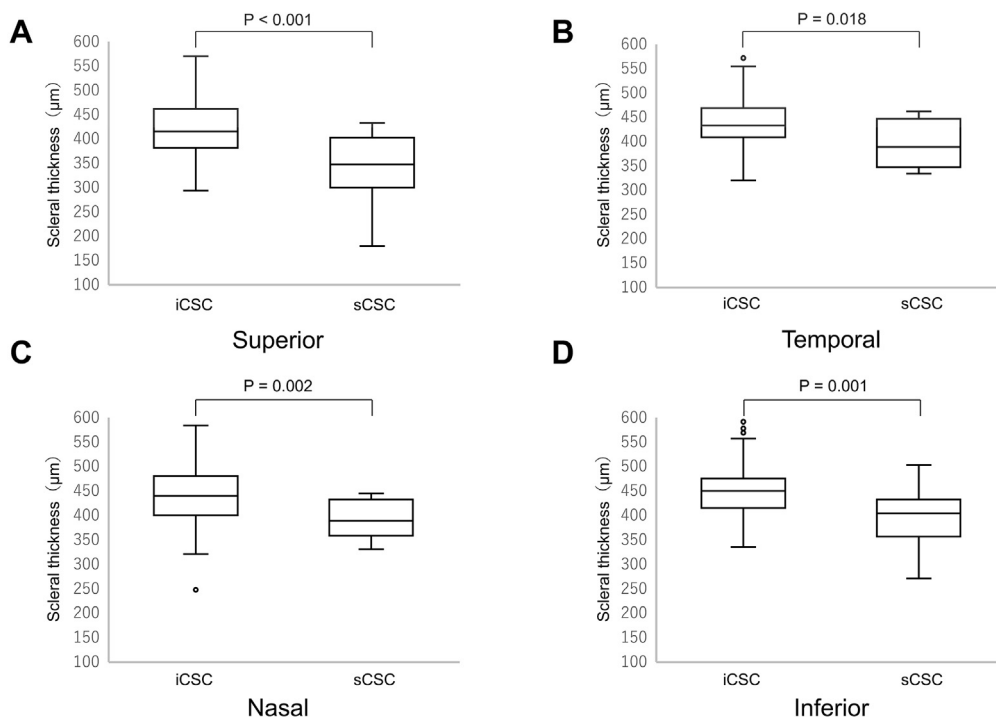 A
P < 0.001
Scleral thickness (μm)
600
550
500
450
400
350
300
250
200
150
100
iCSC
sCSC
Superior
B
P = 0.018
Scleral thickness (μm)
600
550
500
450
400
350
300
250
200
150
100
iCSC
sCSC
Temporal
C
P = 0.002
Scleral thickness (μm)
600
550
500
450
400
350
300
250
200
150
100
iCSC
sCSC
Nasal
D
P = 0.001
Scleral thickness (μm)
600
550
500
450
400
350
300
250
200
150
100
iCSC
sCSC
Inferior